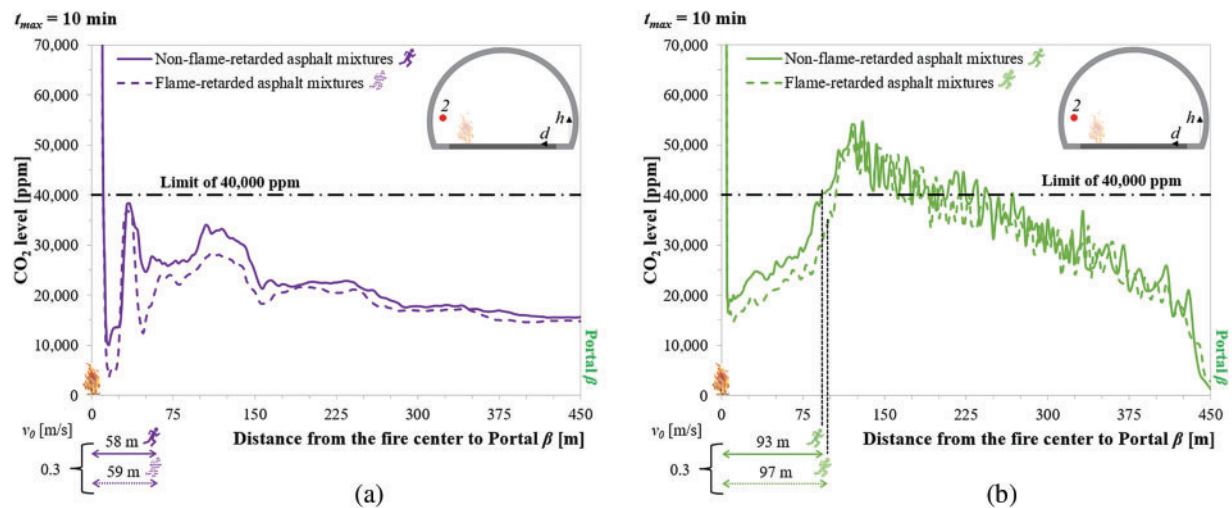 t_max = 10 min
70,000
60,000
50,000
40,000
30,000
20,000
10,000
0
CO₂ level [ppm]
Non-flame-retarded asphalt mixtures
Flame-retarded asphalt mixtures
2
h
d
Limit of 40,000 ppm
Portal β
0 75 150 225 300 375 450
Distance from the fire center to Portal β [m]
v₀ [m/s]
0.3
58 m
59 m
(a)
t_max = 10 min
70,000
60,000
50,000
40,000
30,000
20,000
10,000
0
CO₂ level [ppm]
Non-flame-retarded asphalt mixtures
Flame-retarded asphalt mixtures
2
h
d
Limit of 40,000 ppm
Portal β
0 75 150 225 300 375 450
Distance from the fire center to Portal β [m]
v₀ [m/s]
0.3
93 m
97 m
(b)